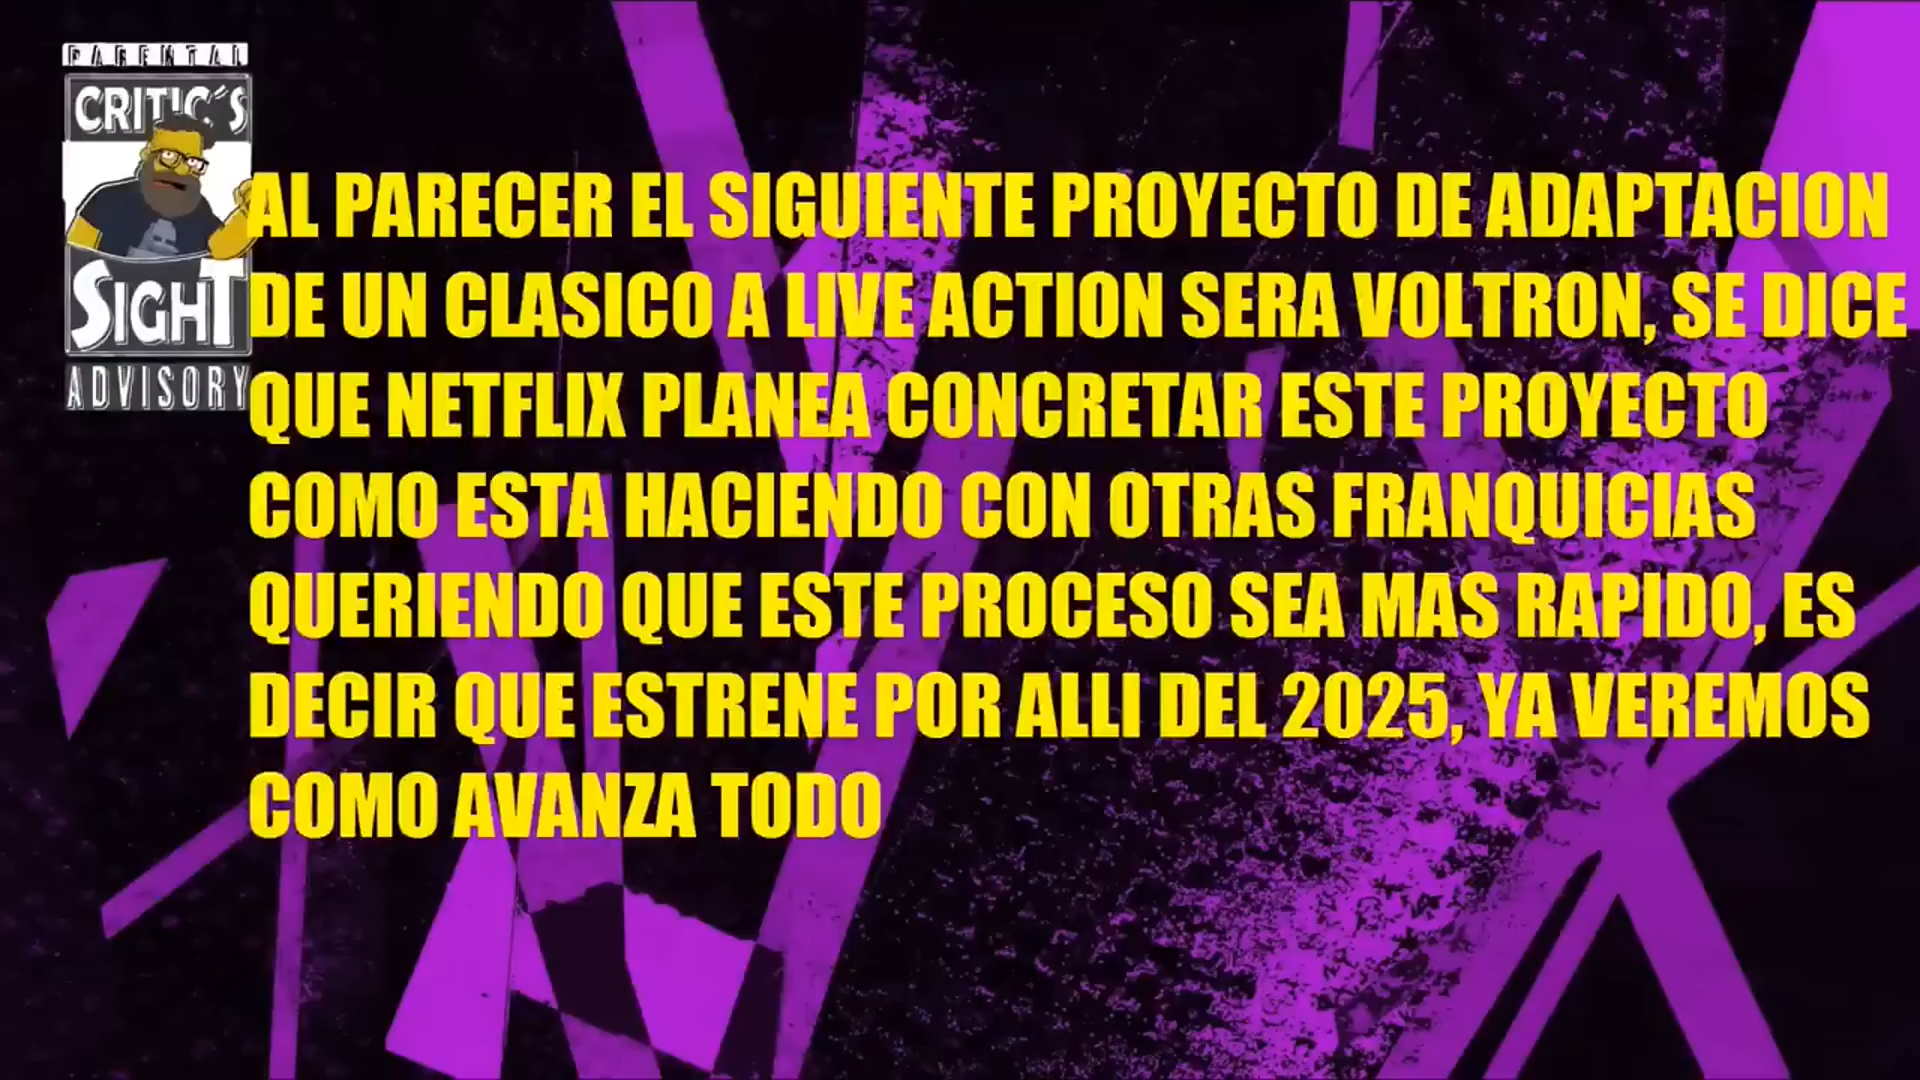 PARENTAL
CRITIC´S
SIGHT
ADVISORY
AL PARECER EL SIGUIENTE PROYECTO DE ADAPTACION
DE UN CLASICO A LIVE ACTION SERA VOLTRON, SE DICE
QUE NETFLIX PLANEA CONCRETAR ESTE PROYECTO
COMO ESTA HACIENDO CON OTRAS FRANQUICIAS
QUERIENDO QUE ESTE PROCESO SEA MAS RAPIDO, ES
DECIR QUE ESTRENE POR ALLI DEL 2025, YA VEREMOS
COMO AVANZA TODO